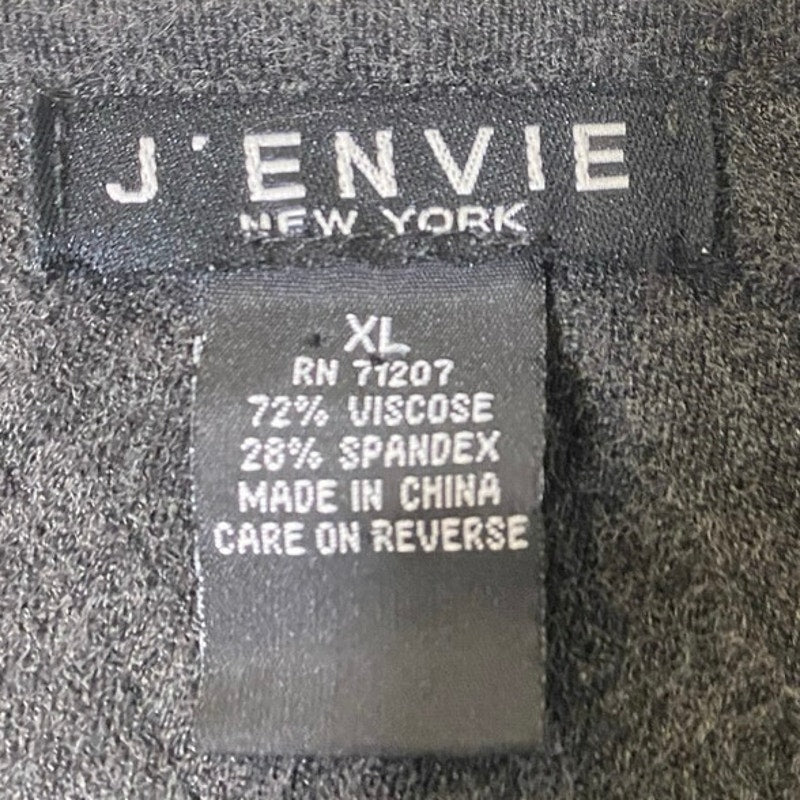 J'ENVIE
NEW YORK
XL
RN 71207
72% VISCOSE
28% SPANDEX
MADE IN CHINA
CARE ON REVERSE